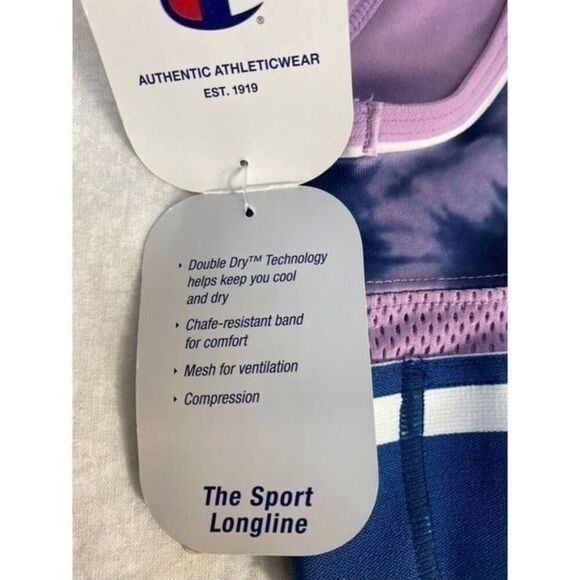 ®
AUTHENTIC ATHLETICWEAR
EST. 1919
‣ Double Dry™ Technology
helps keep you cool
and dry
‣ Chafe-resistant band
for comfort
‣ Mesh for ventilation
‣ Compression
The Sport
Longline